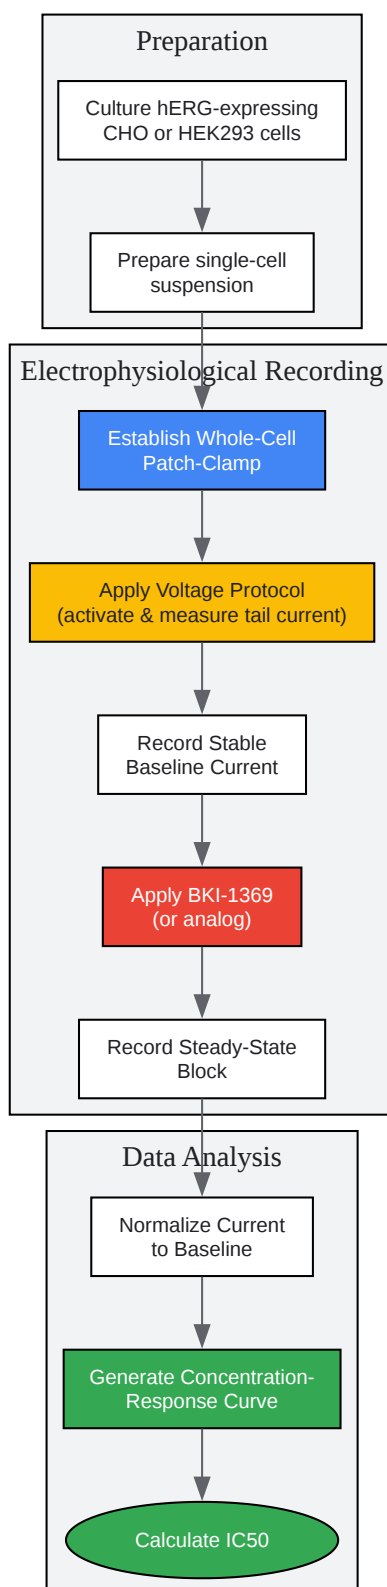 Preparation
Culture hERG-expressing
CHO or HEK293 cells
Prepare single-cell
suspension
Electrophysiological Recording
Establish Whole-Cell
Patch-Clamp
Apply Voltage Protocol
(activate & measure tail current)
Record Stable
Baseline Current
Apply BKI-1369
(or analog)
Record Steady-State
Block
Data Analysis
Normalize Current
to Baseline
Generate Concentration-
Response Curve
Calculate IC50